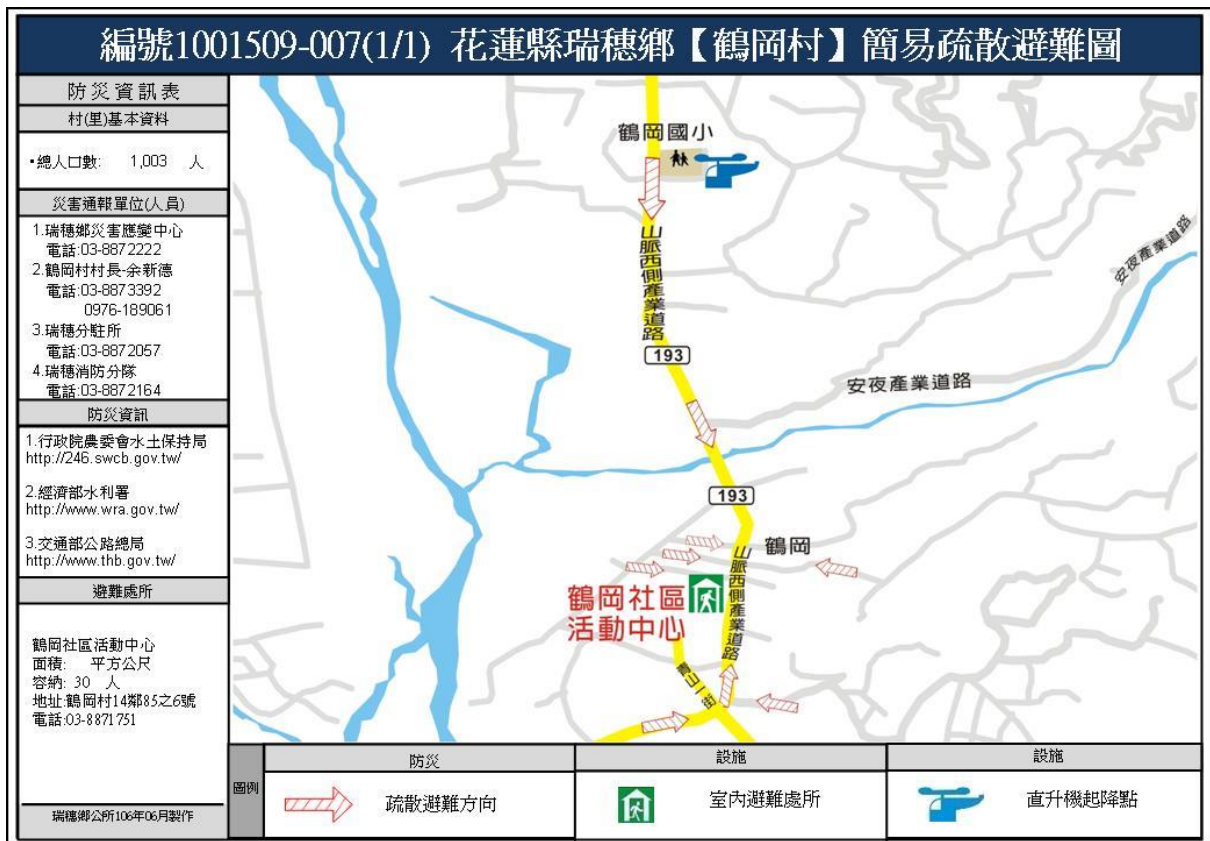 編號1001509-007(1/1) 花蓮縣瑞穗鄉【鶴岡村】簡易疏散避難圖
防災資訊表
村(里)基本資料
•總人口數: 1,003 人
災害通報單位(人員)
1.瑞穗鄉災害應變中心
電話:03-8872222
2.鶴岡村村長-余新德
電話:03-8873392
0976-189061
3.瑞穗分駐所
電話:03-8872057
4.瑞穗消防分隊
電話:03-8872164
防災資訊
1.行政院農委會水土保持局
http://246.swcb.gov.tw/
2.經濟部水利署
http://www.wra.gov.tw/
3.交通部公路總局
http://www.thb.gov.tw/
避難處所
鶴岡社區活動中心
面積: 平方公尺
容納: 30 人
地址:鶴岡村14鄰85之6號
電話:03-8871751
瑞穗鄉公所106年06月製作
鶴岡國小
山脈西側產業道路
193
安夜產業道路
安夜產業道路
193
鶴岡
山脈西側產業道路
鶴岡社區
活動中心
青山一街
圖例
防災
設施
設施
疏散避難方向
室內避難處所
直升機起降點